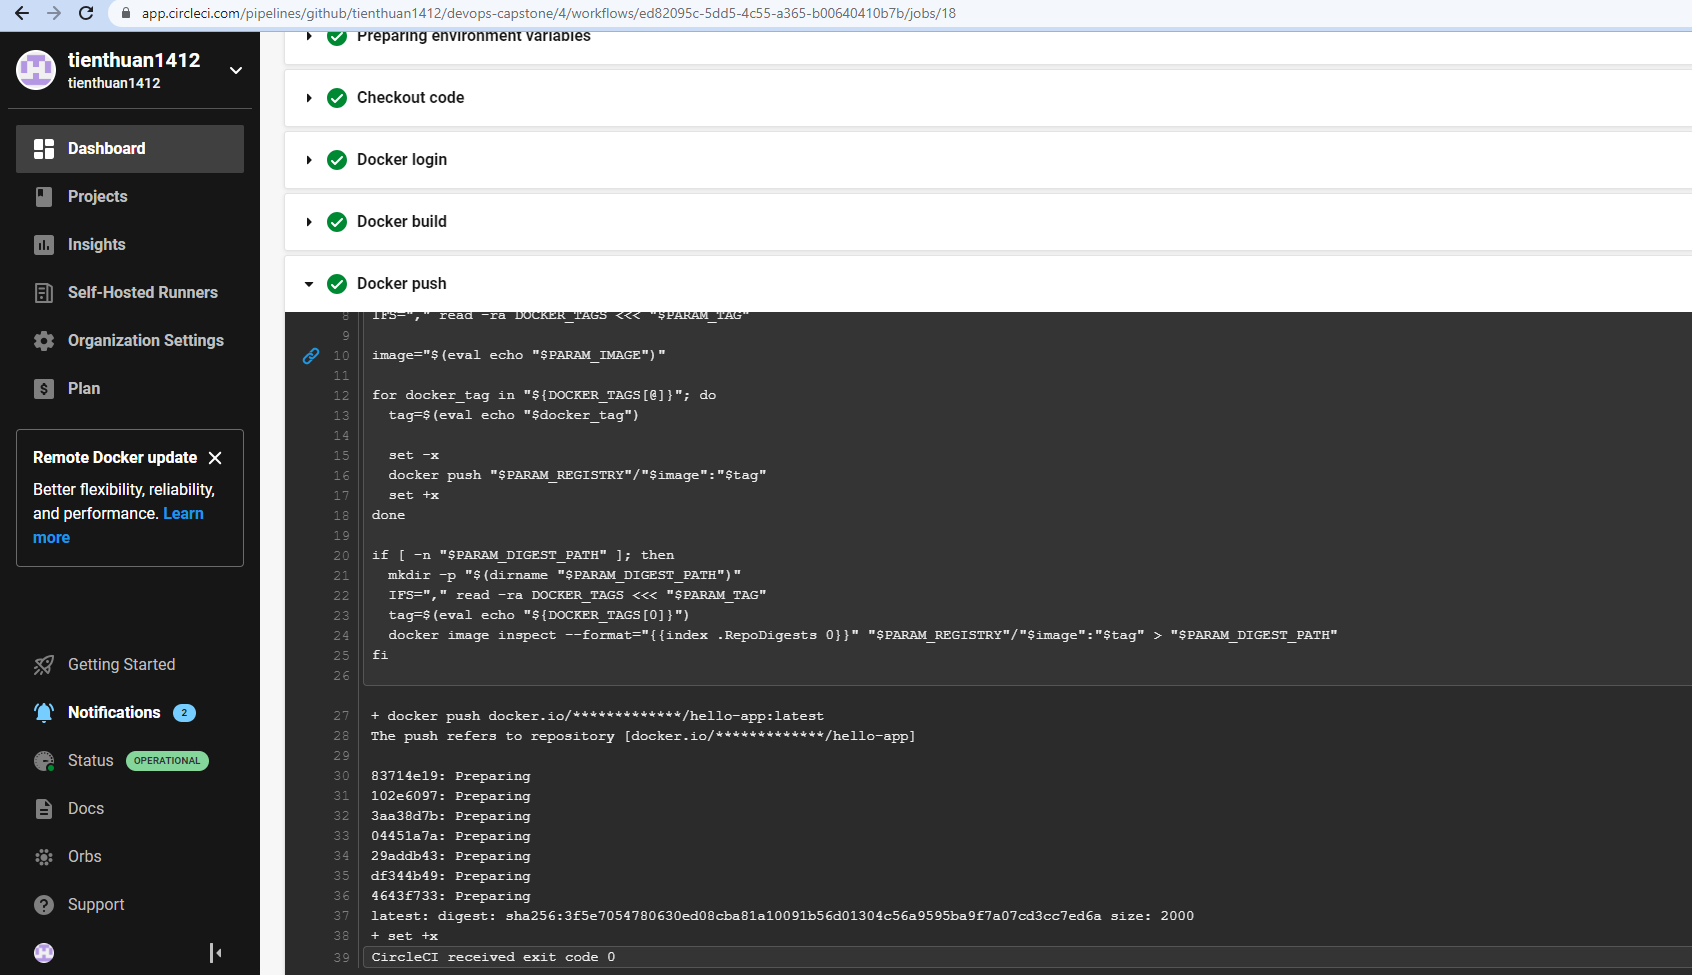 app.circleci.com/pipelines/github/tienthuan1412/devops-capstone/4/workflows/ed82095c-5dd5-4c55-a365-b00640410b7b/jobs/18
tienthuan1412
tienthuan1412
Dashboard
Projects
Insights
Self-Hosted Runners
Organization Settings
$ Plan
Remote Docker update
Better flexibility, reliability,
and performance. Learn
more
Getting Started
Notifications 2
Status OPERATIONAL
Docs
Orbs
? Support
Preparing environment variables
Checkout code
Docker login
Docker build
Docker push
8 IFS="," read -ra DOCKER_TAGS <<< "$PARAM_TAG"
9
10 image="$(eval echo "$PARAM_IMAGE")"
11
12 for docker_tag in "${DOCKER_TAGS[@]}"; do
13 tag=$(eval echo "$docker_tag")
14
15 set -x
16 docker push "$PARAM_REGISTRY"/"$image":"$tag"
17 set +x
18 done
19
20 if [ -n "$PARAM_DIGEST_PATH" ]; then
21 mkdir -p "$(dirname "$PARAM_DIGEST_PATH")"
22 IFS="," read -ra DOCKER_TAGS <<< "$PARAM_TAG"
23 tag=$(eval echo "${DOCKER_TAGS[0]}")
24 docker image inspect --format="{{index .RepoDigests 0}}" "$PARAM_REGISTRY"/"$image":"$tag" > "$PARAM_DIGEST_PATH"
25 fi
26
27 + docker push docker.io/*************/hello-app:latest
28 The push refers to repository [docker.io/*************/hello-app]
29
30 83714e19: Preparing
31 102e6097: Preparing
32 3aa38d7b: Preparing
33 04451a7a: Preparing
34 29addb43: Preparing
35 df344b49: Preparing
36 4643f733: Preparing
37 latest: digest: sha256:3f5e7054780630ed08cba81a10091b56d01304c56a9595ba9f7a07cd3cc7ed6a size: 2000
38 + set +x
39 CircleCI received exit code 0